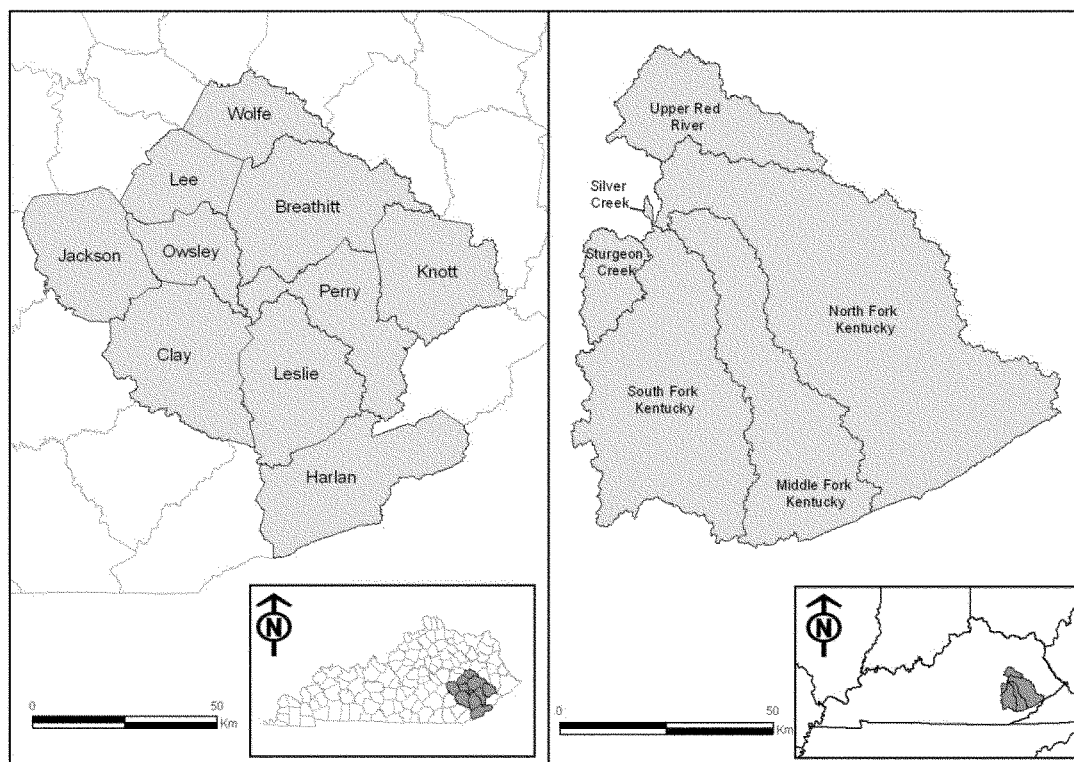 Wolfe
Lee
Breathitt
Jackson
Owsley
Knott
Perry
Clay
Leslie
Harlan
N
0
50
Km
Upper Red
River
Silver
Creek
Sturgeon
Creek
North Fork
Kentucky
South Fork
Kentucky
Middle Fork
Kentucky
N
0
50
Km